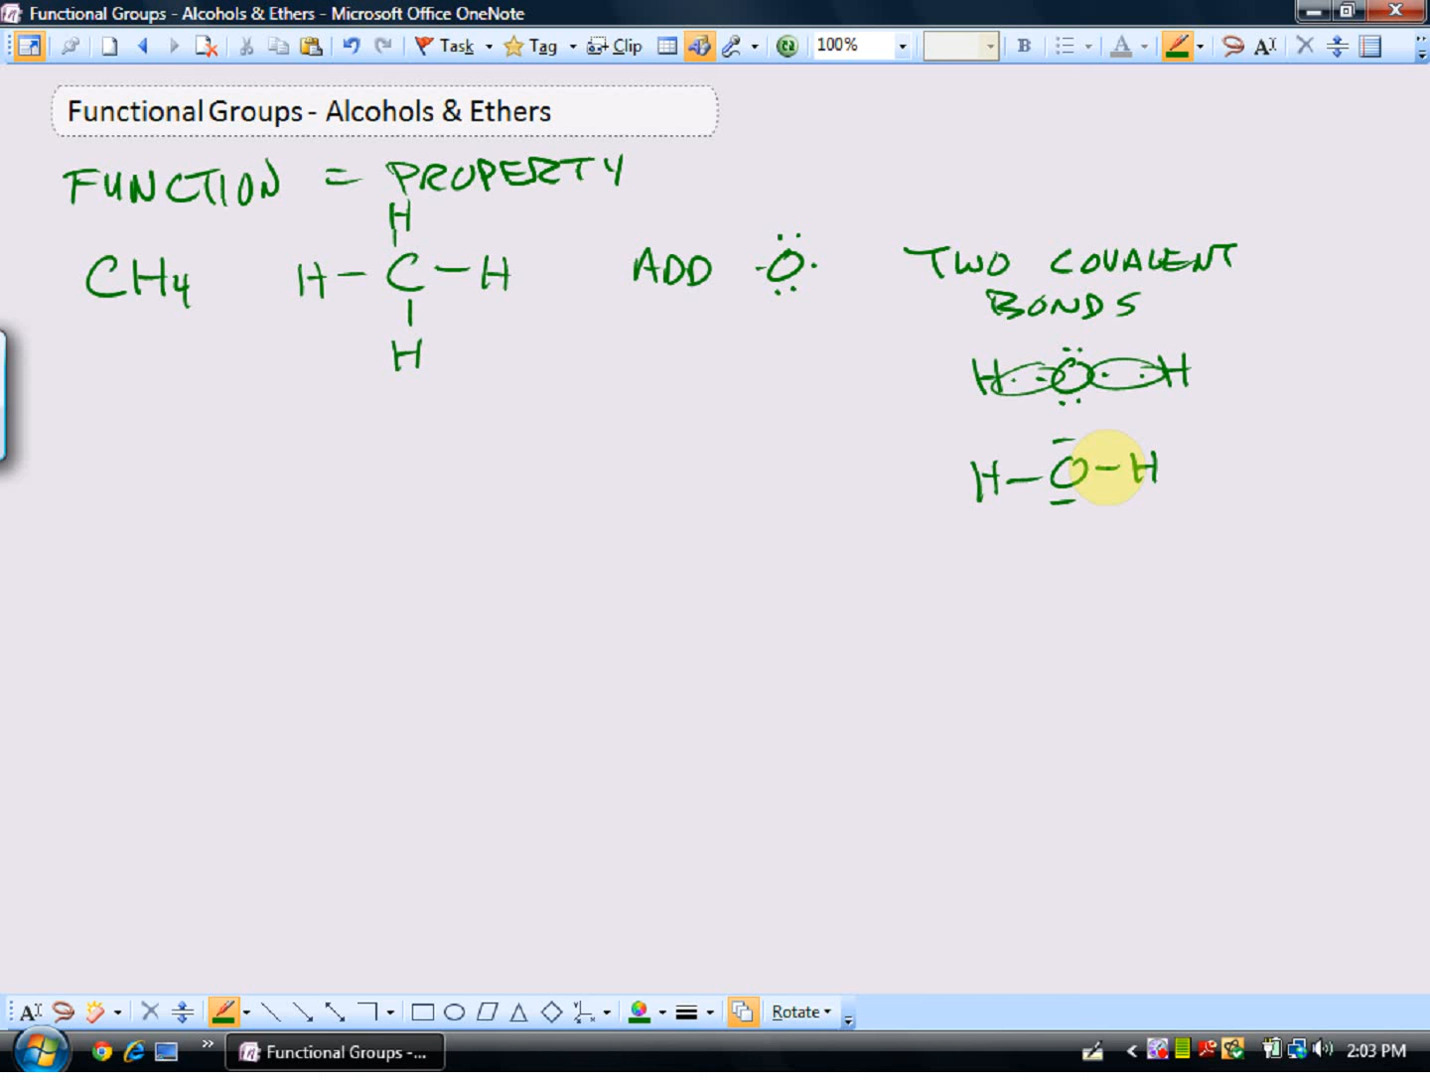 Functional Groups - Alcohols & Ethers - Microsoft Office OneNote
Task Tag Clip 100% B A A
Functional Groups - Alcohols & Ethers
FUNCTION = PROPERTY
H
CH4 H - C - H ADD ·Ö· TWO COVALENT
BONDS
H
H O H
H - O - H
A Rotate
Functional Groups -...
2:03 PM